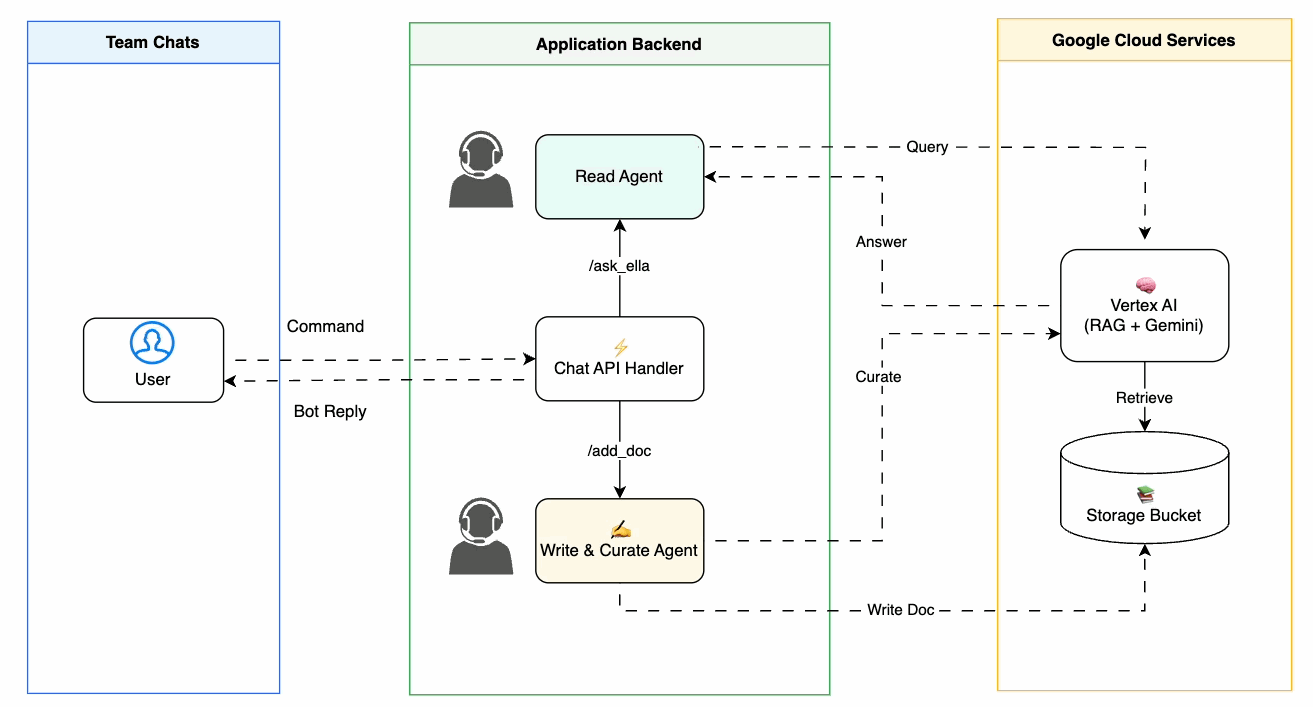 Team Chats
Application Backend
Google Cloud Services
Read Agent
Query
Answer
/ask_ella
Vertex AI
(RAG + Gemini)
Command
User
Chat API Handler
Curate
Bot Reply
Retrieve
/add_doc
Storage Bucket
Write & Curate Agent
Write Doc